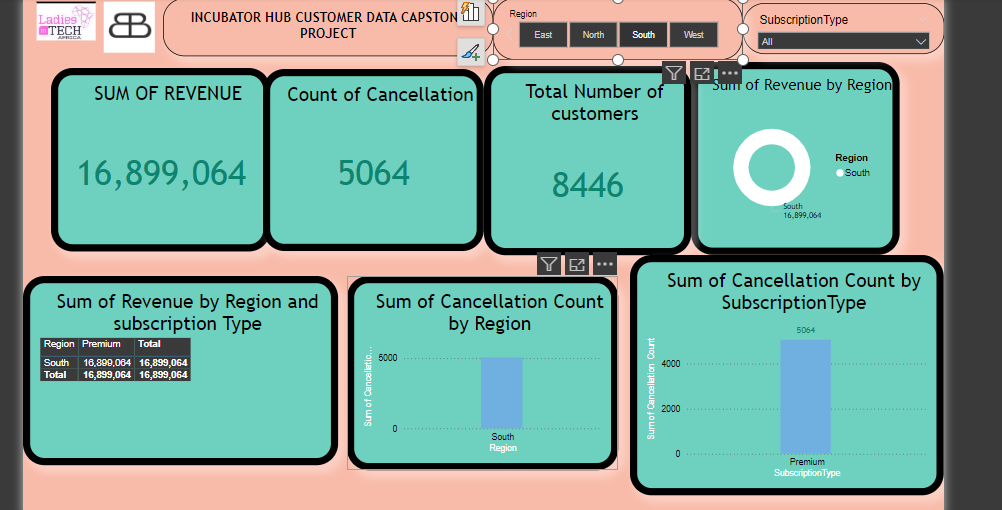 Ladies
in TECH
AFRICA
INCUBATOR HUB CUSTOMER DATA CAPSTON
PROJECT
Region
East
North
South
West
SubscriptionType
All
SUM OF REVENUE
16,899,064
Count of Cancellation
5064
Total Number of
customers
8446
Sum of Revenue by Region
South
16,899,064
Region
South
Sum of Revenue by Region and
subscription Type
Region Premium Total
South 16,899,064 16,899,064
Total 16,899,064 16,899,064
Sum of Cancellation Count
by Region
Sum of Cancellatio...
5000
0
South
Region
Sum of Cancellation Count by
SubscriptionType
Sum of Cancellation Count
5064
4000
2000
0
Premium
SubscriptionType